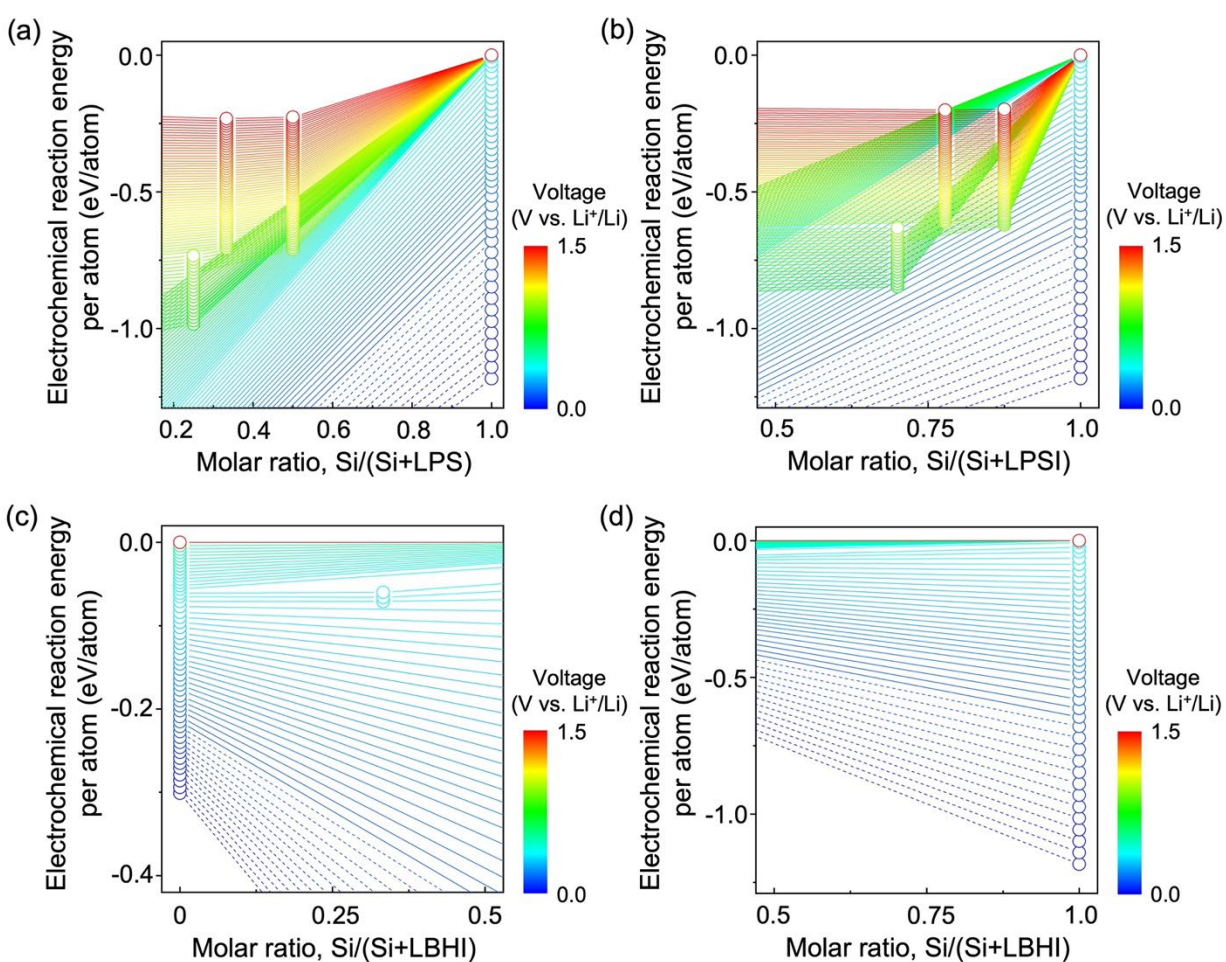 (a)
Electrochemical reaction energy
per atom (eV/atom)
0.0
-0.5
-1.0
0.2 0.4 0.6 0.8 1.0
Molar ratio, Si/(Si+LPS)
Voltage
(V vs. Li⁺/Li)
1.5
0.0
(b)
Electrochemical reaction energy
per atom (eV/atom)
0.0
-0.5
-1.0
0.5 0.75 1.0
Molar ratio, Si/(Si+LPSI)
Voltage
(V vs. Li⁺/Li)
1.5
0.0
(c)
Electrochemical reaction energy
per atom (eV/atom)
0.0
-0.2
-0.4
0 0.25 0.5
Molar ratio, Si/(Si+LBHI)
Voltage
(V vs. Li⁺/Li)
1.5
0.0
(d)
Electrochemical reaction energy
per atom (eV/atom)
0.0
-0.5
-1.0
0.5 0.75 1.0
Molar ratio, Si/(Si+LBHI)
Voltage
(V vs. Li⁺/Li)
1.5
0.0